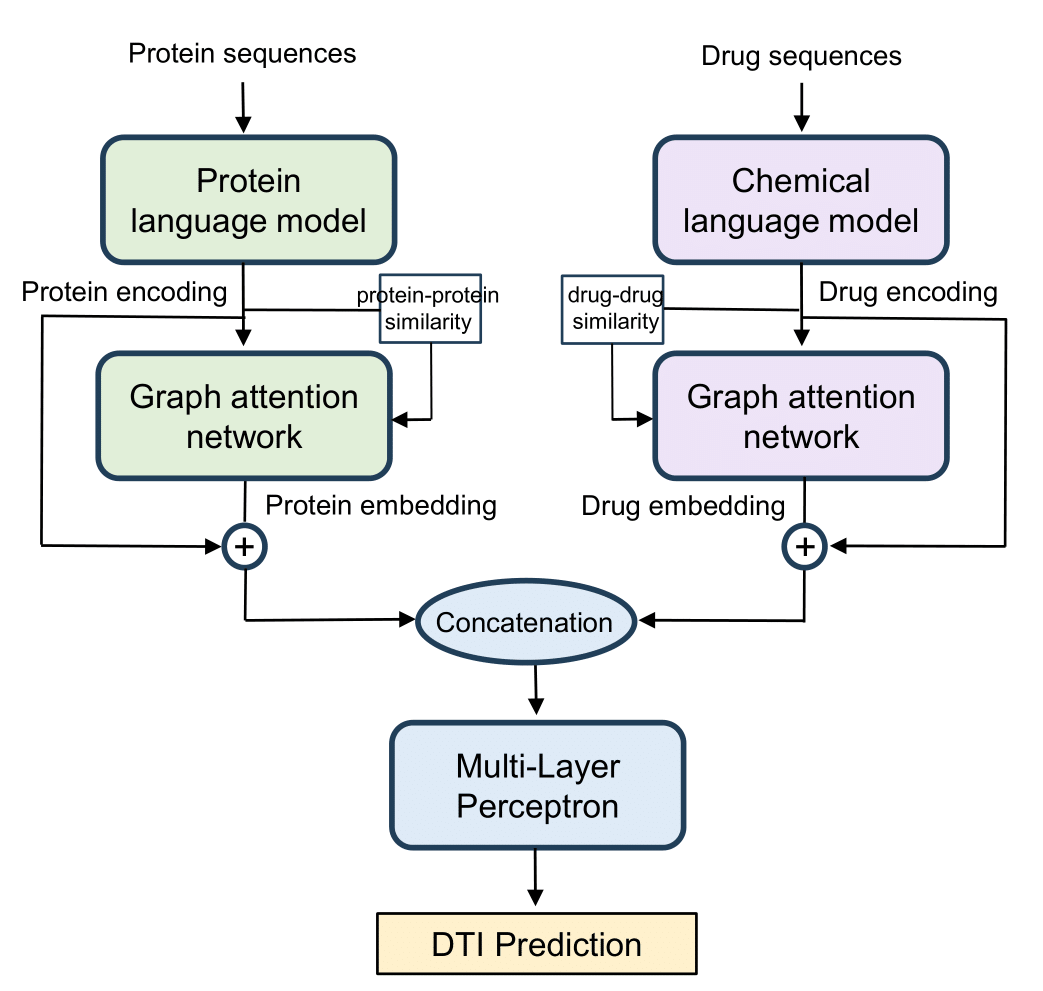 Protein sequences
Drug sequences
Protein
language model
Chemical
language model
Protein encoding
protein-protein
similarity
drug-drug
similarity
Drug encoding
Graph attention
network
Graph attention
network
Protein embedding
Drug embedding
+
+
Concatenation
Multi-Layer
Perceptron
DTI Prediction